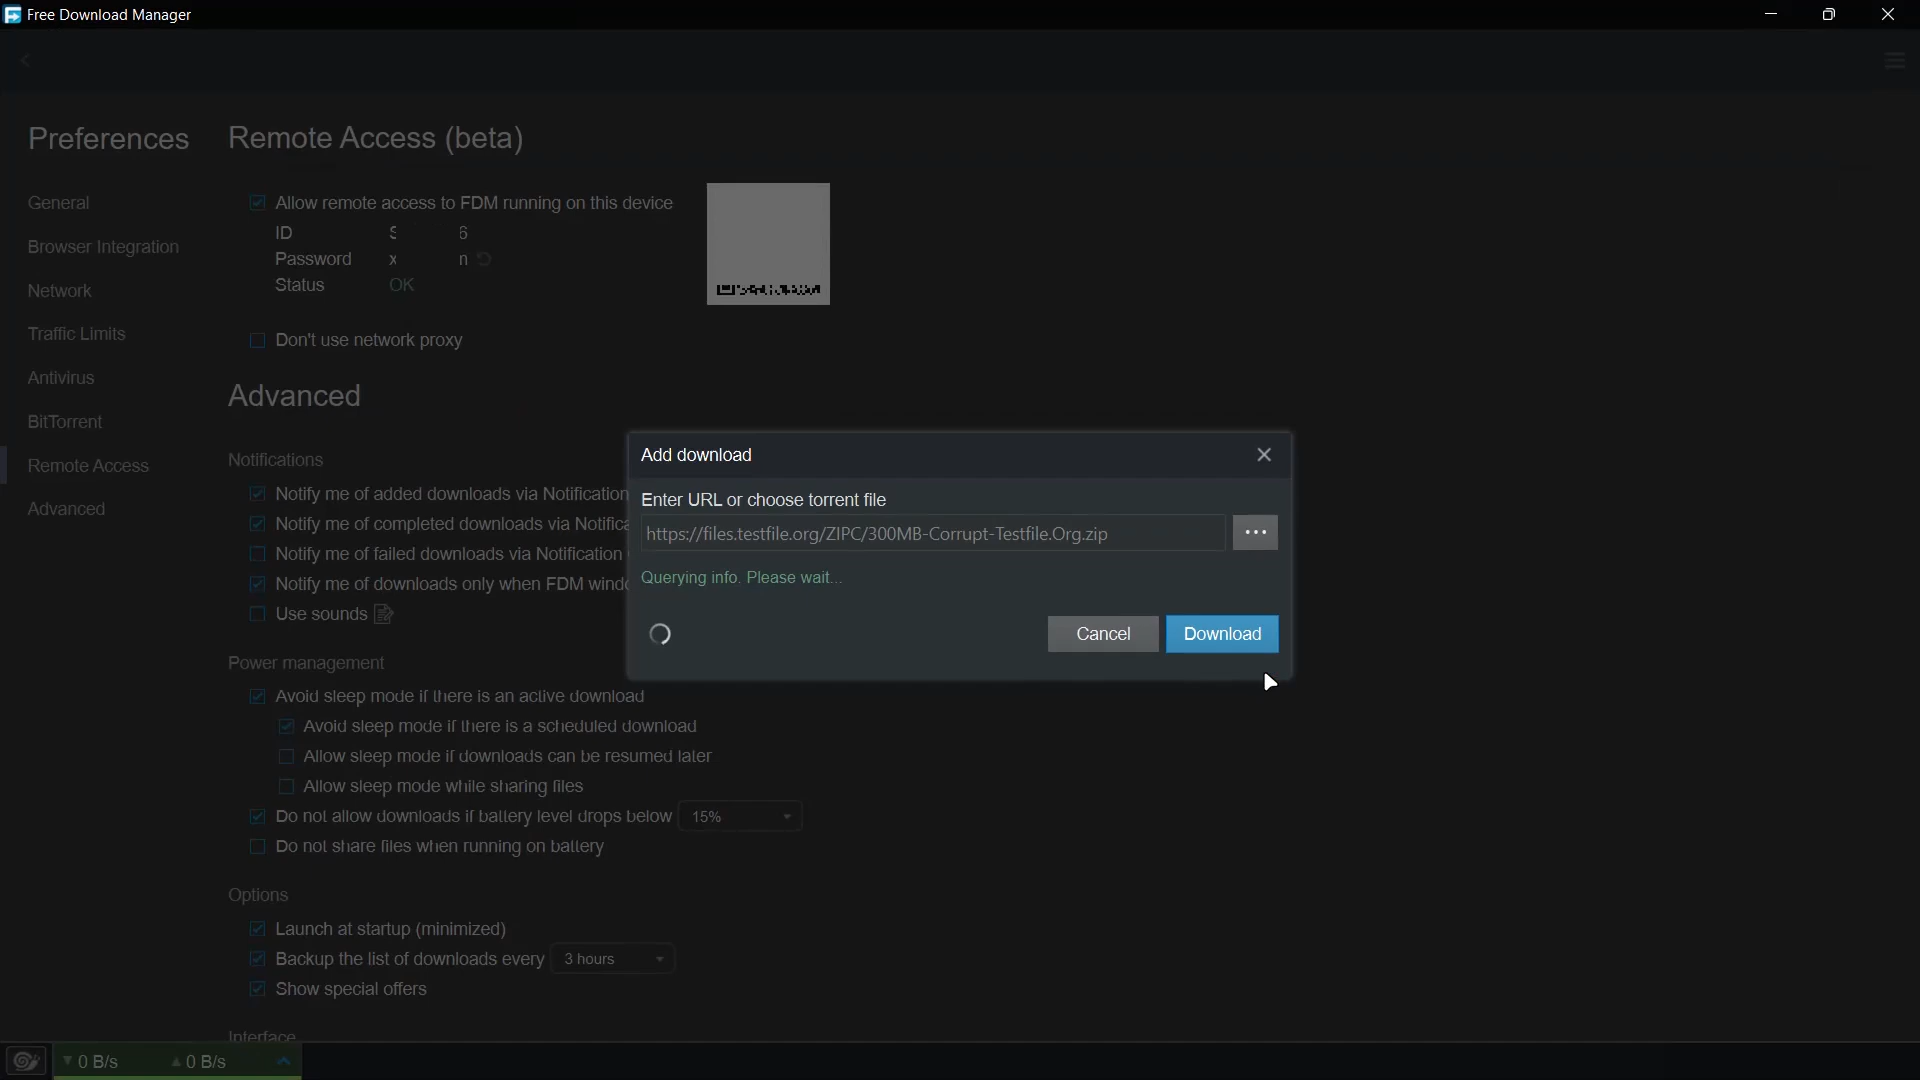 Free Download Manager
Preferences
General
Browser Integration
Network
Traffic Limits
Antivirus
BitTorrent
Remote Access
Advanced
Remote Access (beta)
Allow remote access to FDM running on this device
ID S 6
Password x n
Status OK
Don't use network proxy
Advanced
Notifications
Notify me of added downloads via Notification
Notify me of completed downloads via Notifica
Notify me of failed downloads via Notification
Notify me of downloads only when FDM windo
Use sounds
Power management
Avoid sleep mode if there is an active download
Avoid sleep mode if there is a scheduled download
Allow sleep mode if downloads can be resumed later
Allow sleep mode while sharing files
Do not allow downloads if battery level drops below 15%
Do not share files when running on battery
Options
Launch at startup (minimized)
Backup the list of downloads every 3 hours
Show special offers
Interface
Add download
Enter URL or choose torrent file
https://files.testfile.org/ZIPC/300MB-Corrupt-Testfile.Org.zip
Querying info. Please wait...
Cancel
Download
0 B/s
0 B/s